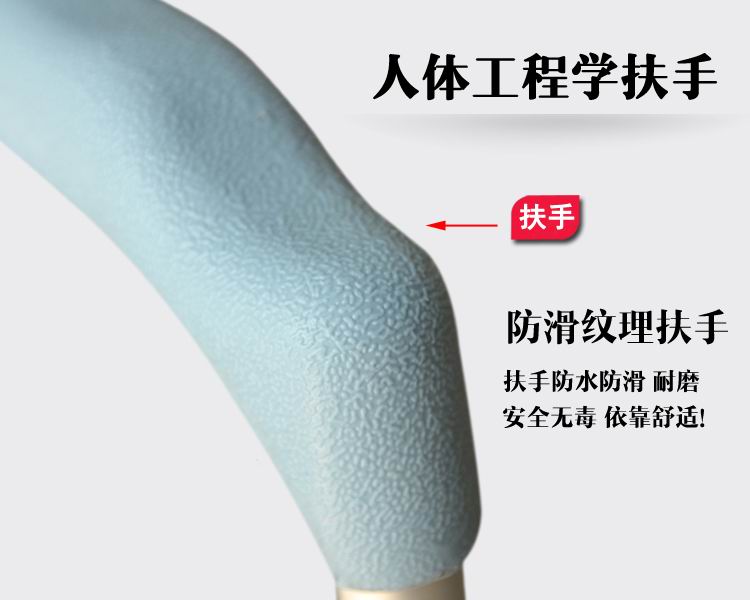 人体工程学扶手
扶手
防滑纹理扶手
扶手防水防滑 耐磨
安全无毒 依靠舒适!